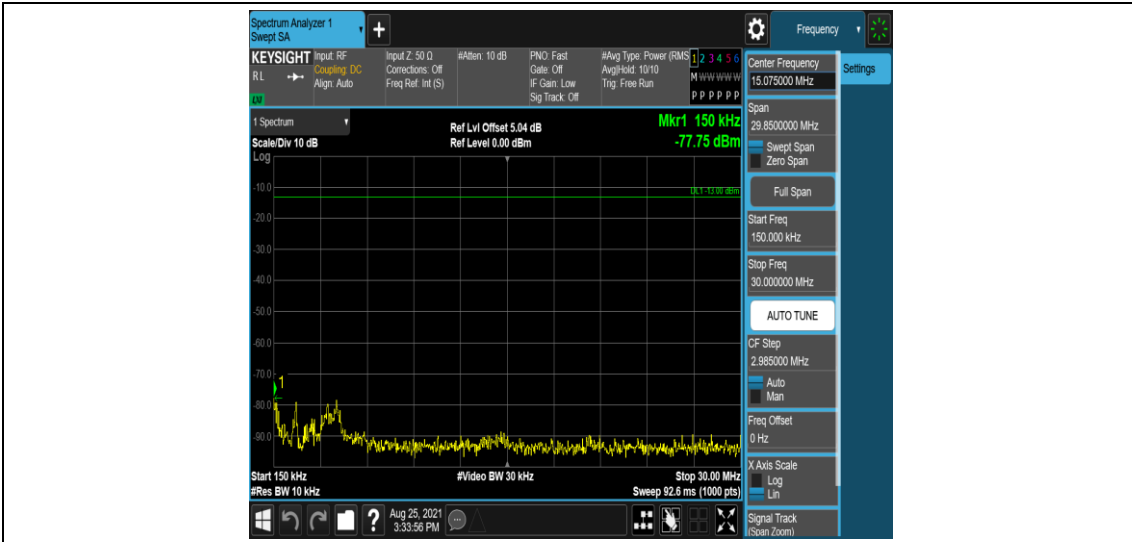 Spectrum Analyzer 1
Swept SA
+
Frequency
KEYSIGHT
RL
LXI
Input: RF
Coupling: DC
Align: Auto
Input Z: 50 Ω
Corrections: Off
Freq Ref: Int (S)
#Atten: 10 dB
PNO: Fast
Gate: Off
IF Gain: Low
Sig Track: Off
#Avg Type: Power (RMS
Avg|Hold: 10/10
Trig: Free Run
1 2 3 4 5 6
M W W W W W
P P P P P P
1 Spectrum
Scale/Div 10 dB
Log
Ref Lvl Offset 5.04 dB
Ref Level 0.00 dBm
Mkr1 150 kHz
-77.75 dBm
DL1 -13.00 dBm
-10.0
-20.0
-30.0
-40.0
-50.0
-60.0
-70.0
1
-80.0
-90.0
Start 150 kHz
#Res BW 10 kHz
#Video BW 30 kHz
Stop 30.00 MHz
Sweep 92.6 ms (1000 pts)
?
Aug 25, 2021
3:33:56 PM
Center Frequency
15.075000 MHz
Settings
Span
29.8500000 MHz
Swept Span
Zero Span
Full Span
Start Freq
150.000 kHz
Stop Freq
30.000000 MHz
AUTO TUNE
CF Step
2.985000 MHz
Auto
Man
Freq Offset
0 Hz
X Axis Scale
Log
Lin
Signal Track
(Span Zoom)